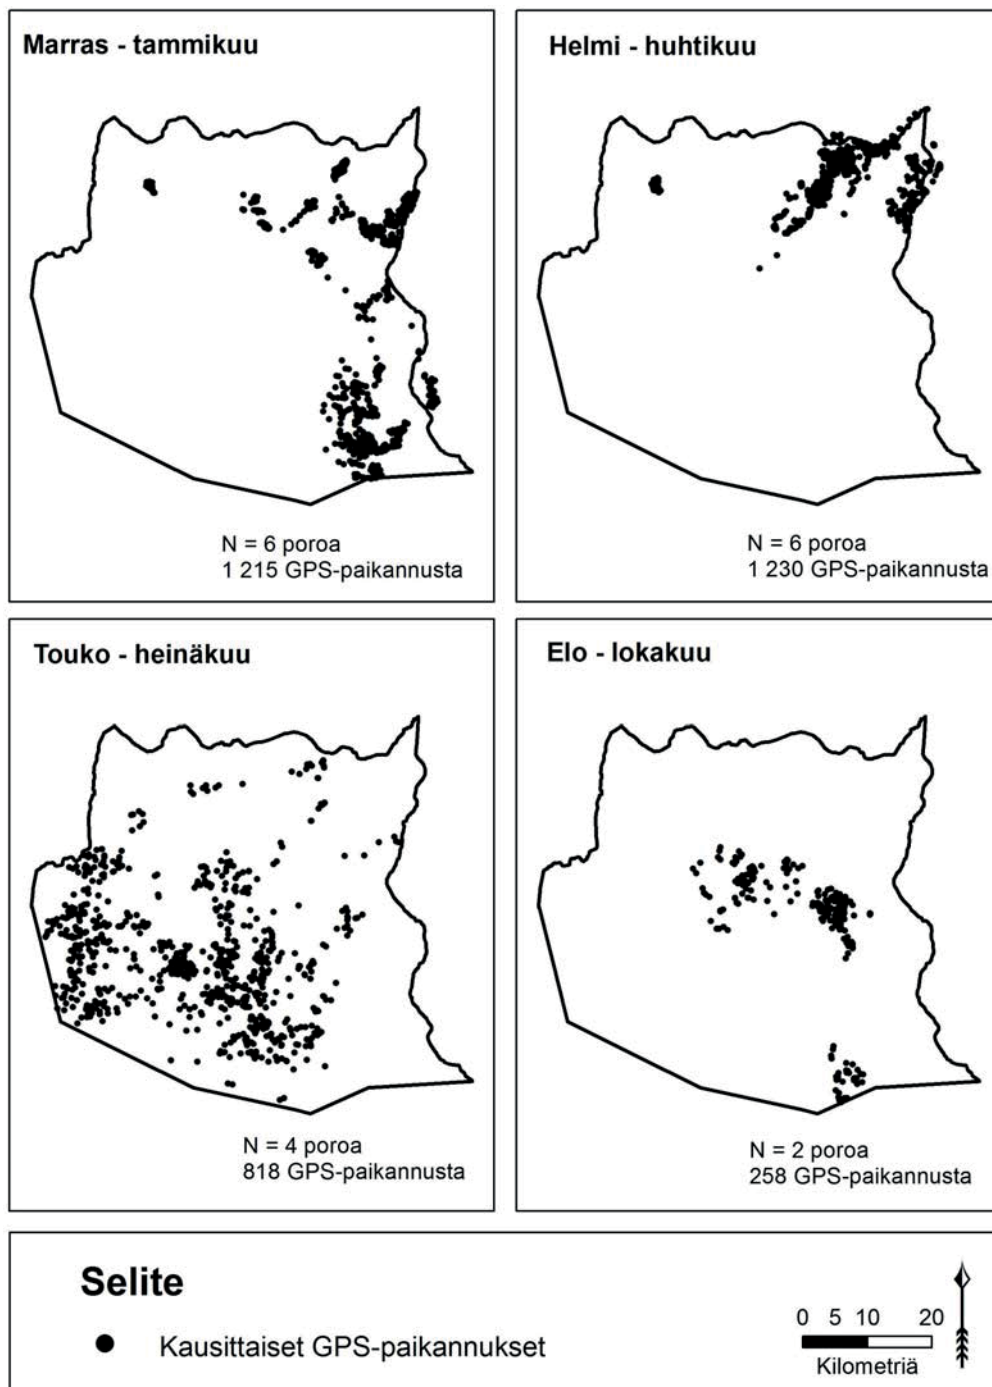 Marras - tammikuu
N = 6 poroa
1 215 GPS-paikannusta
Helmi - huhtikuu
N = 6 poroa
1 230 GPS-paikannusta
Touko - heinäkuu
N = 4 poroa
818 GPS-paikannusta
Elo - lokakuu
N = 2 poroa
258 GPS-paikannusta
Selite
Kausittaiset GPS-paikannukset
0 5 10 20
Kilometriä